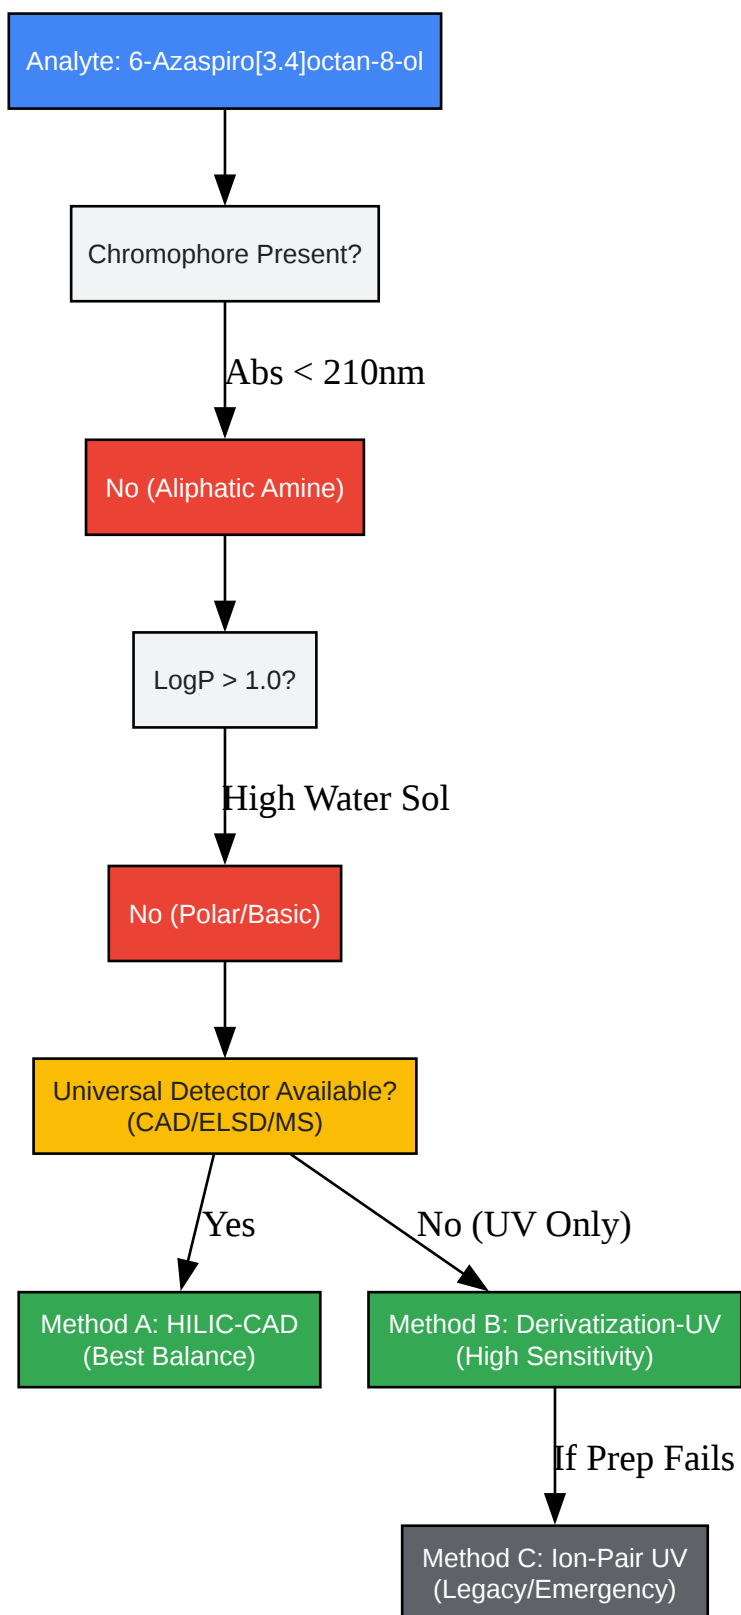 Analyte: 6-Azaspiro[3.4]octan-8-ol
Chromophore Present?
Abs < 210nm
No (Aliphatic Amine)
LogP > 1.0?
High Water Sol
No (Polar/Basic)
Universal Detector Available?
(CAD/ELSD/MS)
Yes
No (UV Only)
Method A: HILIC-CAD
(Best Balance)
Method B: Derivatization-UV
(High Sensitivity)
If Prep Fails
Method C: Ion-Pair UV
(Legacy/Emergency)